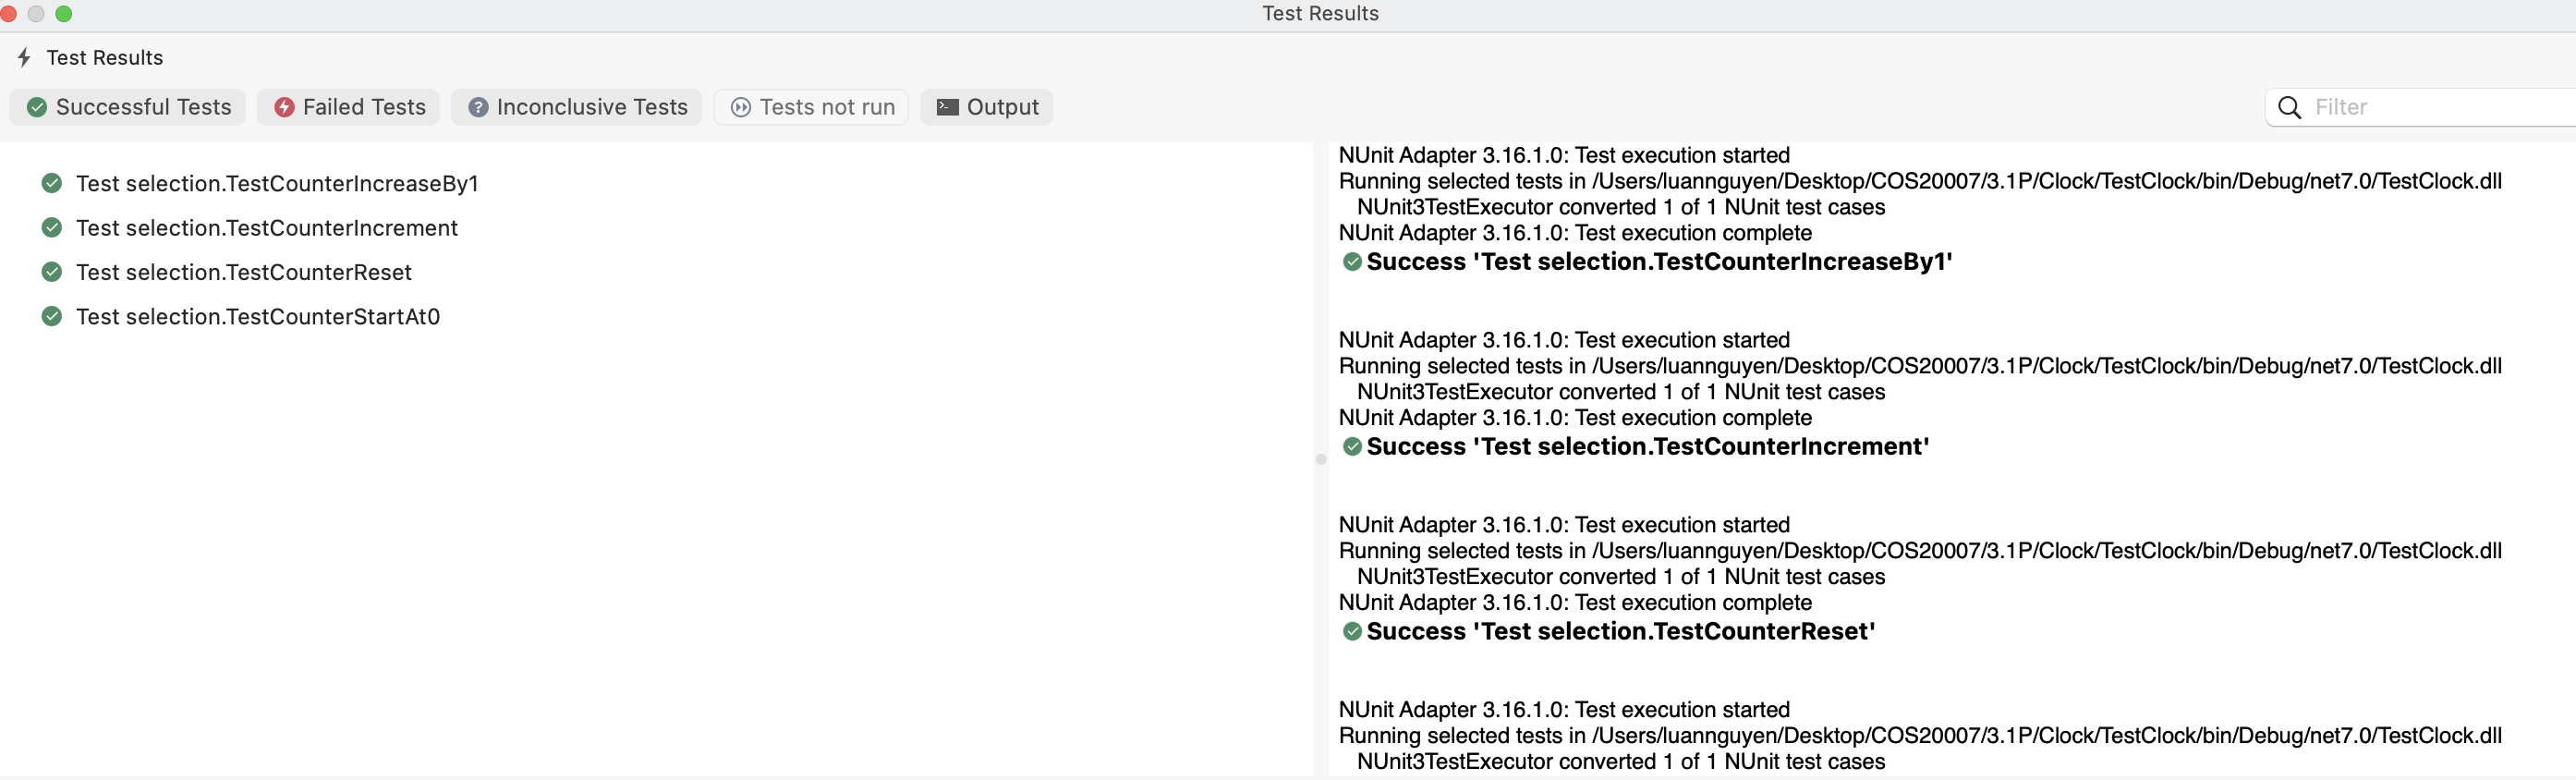 Test Results
Test Results
Successful Tests
Failed Tests
Inconclusive Tests
Tests not run
Output
Filter
Test selection.TestCounterIncreaseBy1
Test selection.TestCounterIncrement
Test selection.TestCounterReset
Test selection.TestCounterStartAt0
NUnit Adapter 3.16.1.0: Test execution started
Running selected tests in /Users/luannguyen/Desktop/COS20007/3.1P/Clock/TestClock/bin/Debug/net7.0/TestClock.dll
NUnit3TestExecutor converted 1 of 1 NUnit test cases
NUnit Adapter 3.16.1.0: Test execution complete
Success 'Test selection.TestCounterIncreaseBy1'
NUnit Adapter 3.16.1.0: Test execution started
Running selected tests in /Users/luannguyen/Desktop/COS20007/3.1P/Clock/TestClock/bin/Debug/net7.0/TestClock.dll
NUnit3TestExecutor converted 1 of 1 NUnit test cases
NUnit Adapter 3.16.1.0: Test execution complete
Success 'Test selection.TestCounterIncrement'
NUnit Adapter 3.16.1.0: Test execution started
Running selected tests in /Users/luannguyen/Desktop/COS20007/3.1P/Clock/TestClock/bin/Debug/net7.0/TestClock.dll
NUnit3TestExecutor converted 1 of 1 NUnit test cases
NUnit Adapter 3.16.1.0: Test execution complete
Success 'Test selection.TestCounterReset'
NUnit Adapter 3.16.1.0: Test execution started
Running selected tests in /Users/luannguyen/Desktop/COS20007/3.1P/Clock/TestClock/bin/Debug/net7.0/TestClock.dll
NUnit3TestExecutor converted 1 of 1 NUnit test cases